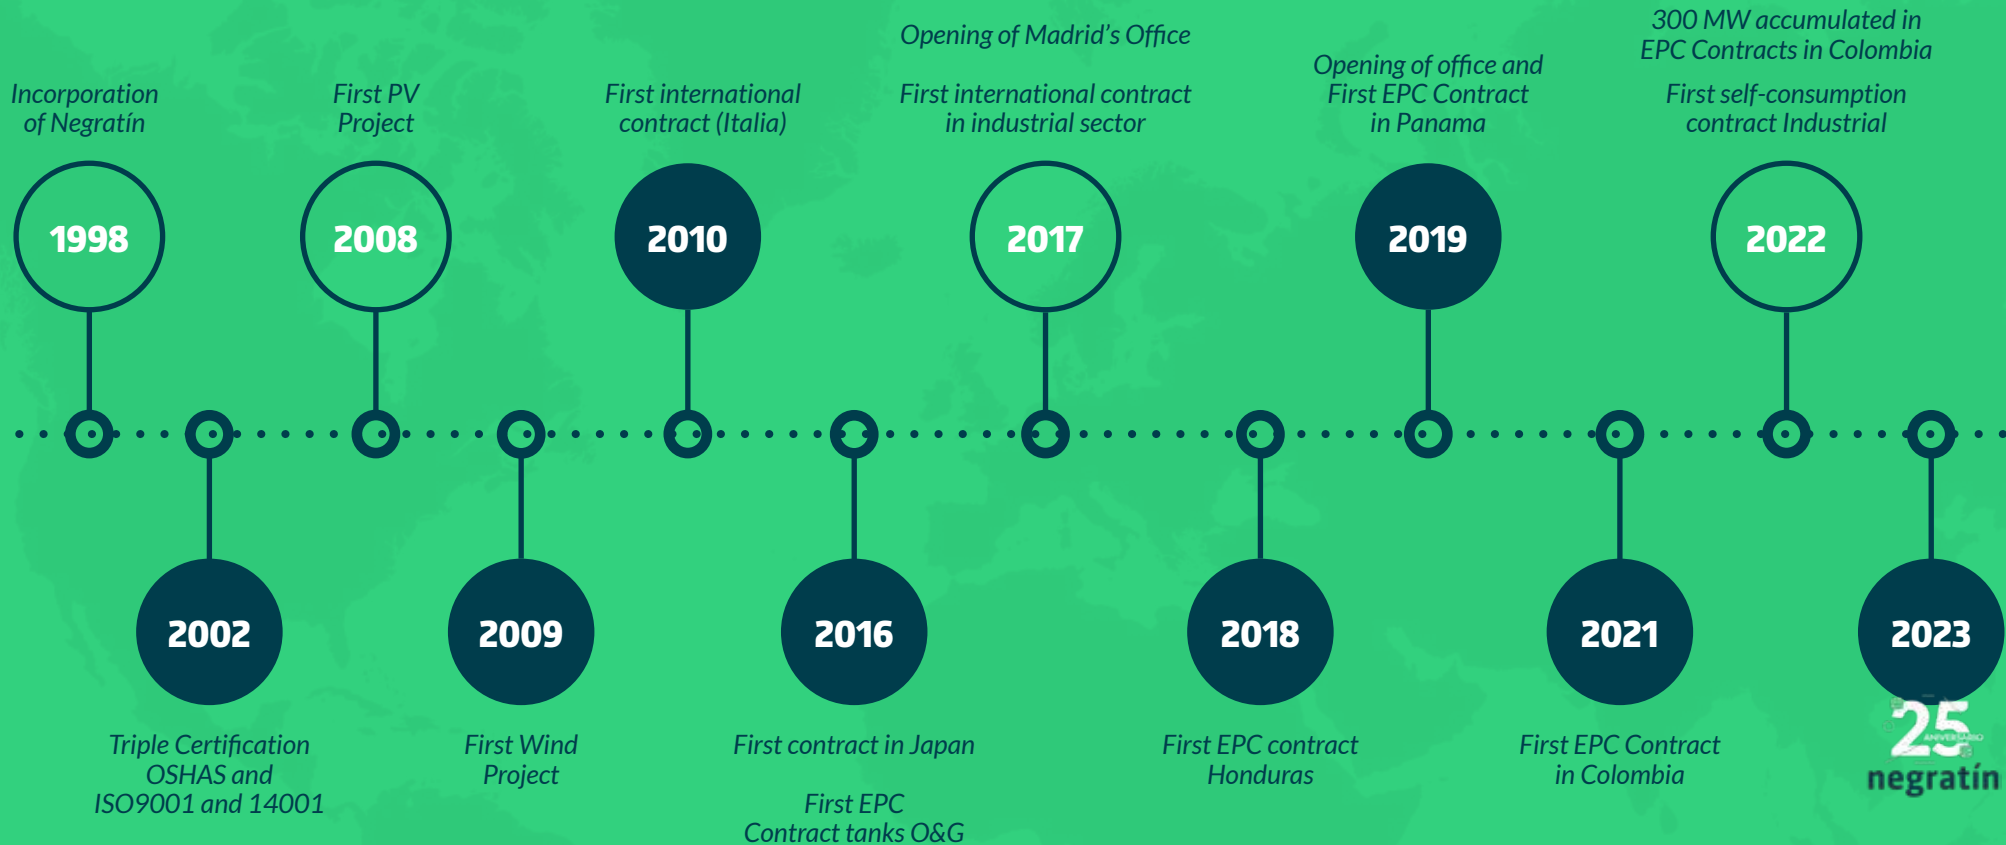 Incorporation
of Negratín
1998
Triple Certification
OSHAS and
ISO9001 and 14001
2002
First PV
Project
2008
First Wind
Project
2009
First international
contract (Italia)
2010
First contract in Japan
First EPC
Contract tanks O&G
2016
Opening of Madrid's Office
First international contract
in industrial sector
2017
First EPC contract
Honduras
2018
Opening of office and
First EPC Contract
in Panama
2019
First EPC Contract
in Colombia
2021
300 MW accumulated in
EPC Contracts in Colombia
First self-consumption
contract Industrial
2022
2023
25
ANIVERSARIO
negratín